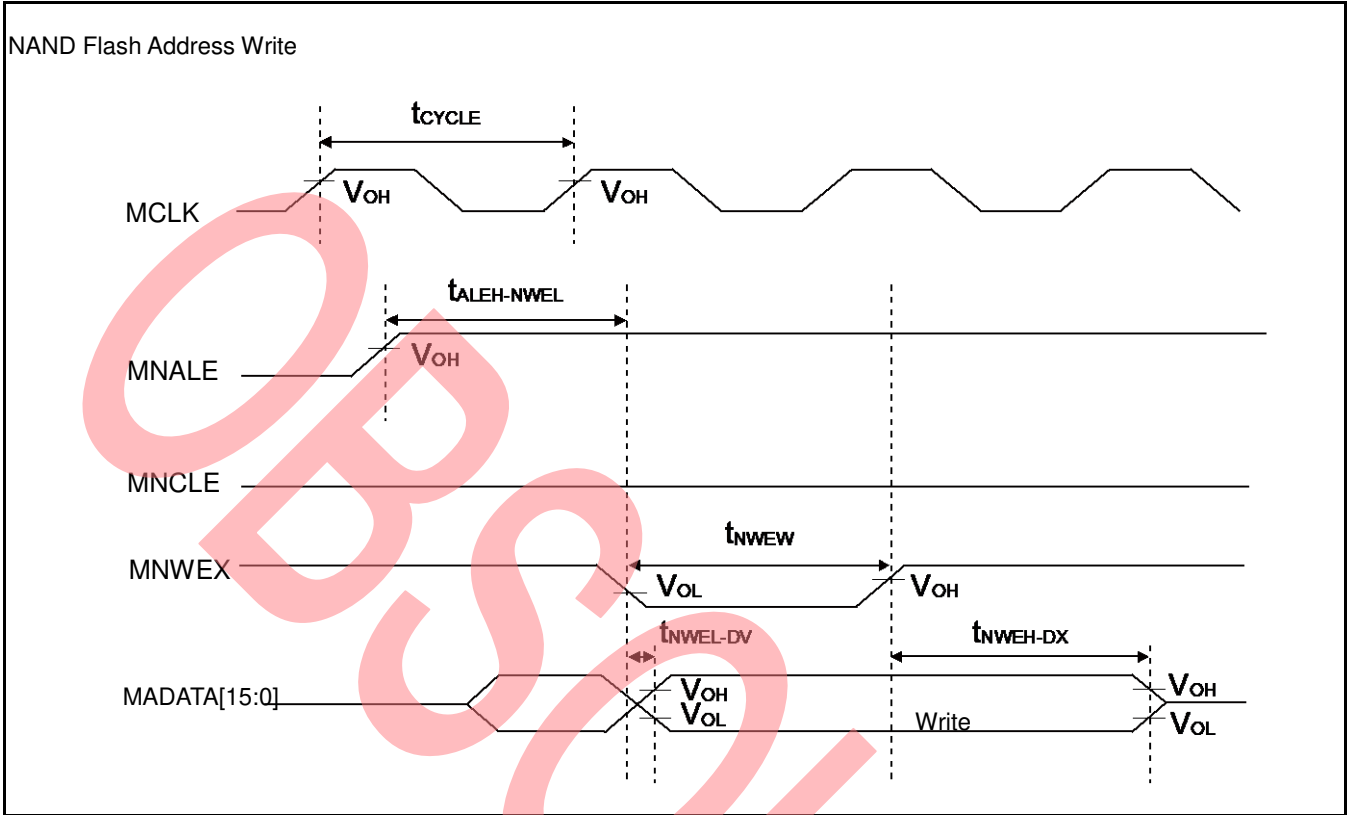 NAND Flash Address Write
tCYCLE
MCLK
VOH
VOH
tALEH-NWEL
MNALE
VOH
MNCLE
tNWEW
MNWEX
VOL
VOH
tNWEL-DV
tNWEH-DX
MADATA[15:0]
VOH
VOH
VOL
Write
VOL
OBSO